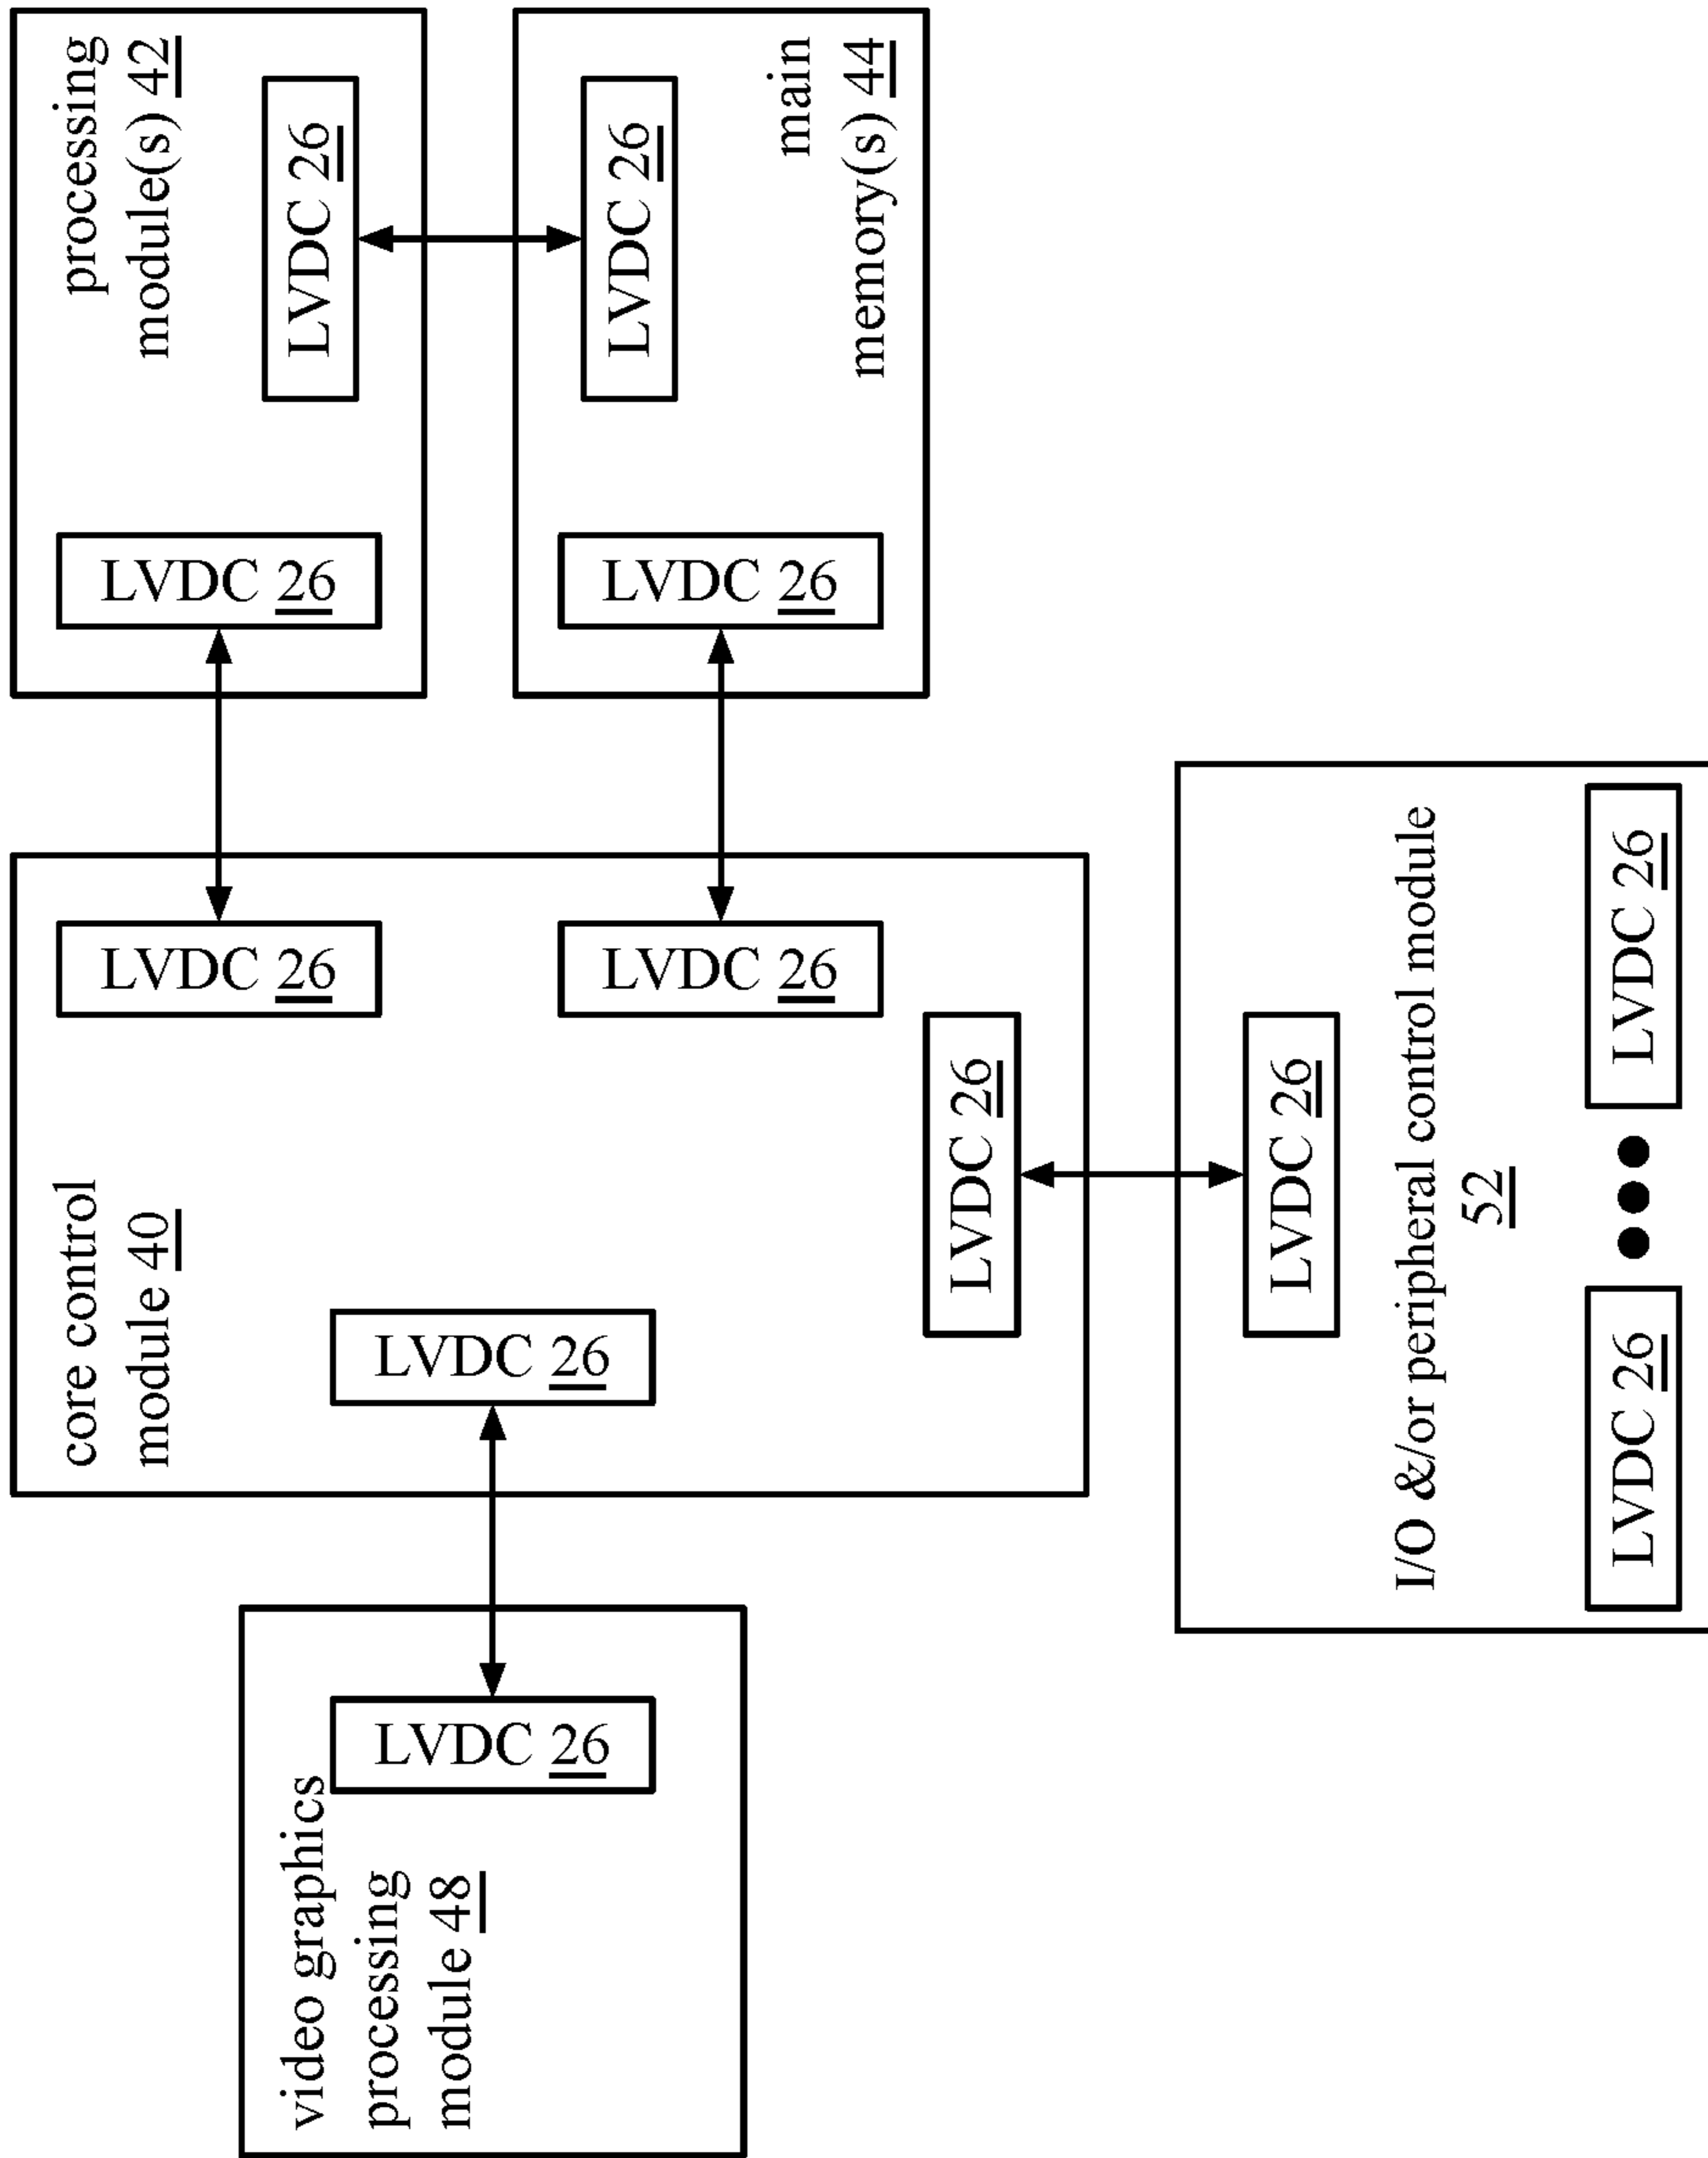 video graphics
processing
module 48
LVDC 26
core control
module 40
LVDC 26
LVDC 26
LVDC 26
LVDC 26
processing
module(s) 42
LVDC 26
LVDC 26
LVDC 26
LVDC 26
main
memory(s) 44
LVDC 26
I/O &/or peripheral control module
52
LVDC 26
LVDC 26